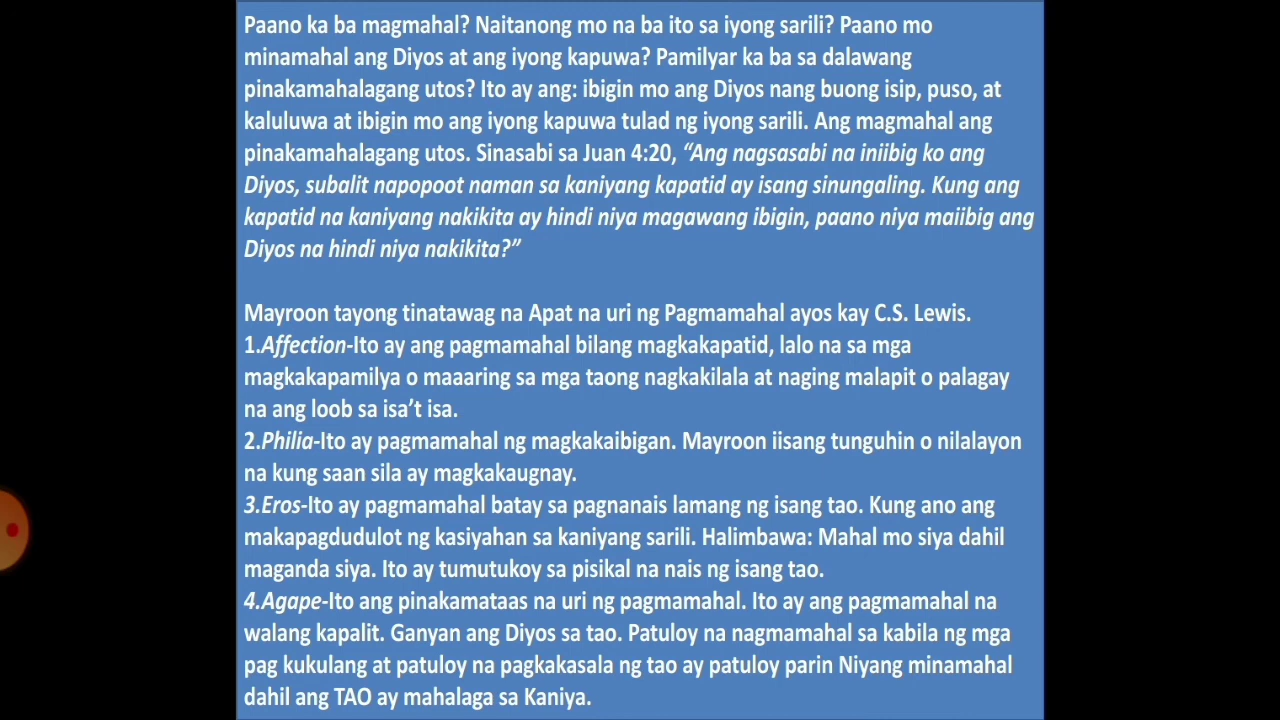 Paano ka ba magmahal? Naitanong mo na ba ito sa iyong sarili? Paano mo
minamahal ang Diyos at ang iyong kapuwa? Pamilyar ka ba sa dalawang
pinakamahalagang utos? Ito ay ang: ibigin mo ang Diyos nang buong isip, puso, at
kaluluwa at ibigin mo ang iyong kapuwa tulad ng iyong sarili. Ang magmahal ang
pinakamahalagang utos. Sinasabi sa Juan 4:20, “Ang nagsasabi na iniibig ko ang
Diyos, subalit napopoot naman sa kaniyang kapatid ay isang sinungaling. Kung ang
kapatid na kaniyang nakikita ay hindi niya magawang ibigin, paano niya maiibig ang
Diyos na hindi niya nakikita?”
Mayroon tayong tinatawag na Apat na uri ng Pagmamahal ayos kay C.S. Lewis.
1.Affection-Ito ay ang pagmamahal bilang magkakapatid, lalo na sa mga
magkakapamilya o maaaring sa mga taong nagkakilala at naging malapit o palagay
na ang loob sa isa’t isa.
2.Philia-Ito ay pagmamahal ng magkakaibigan. Mayroon iisang tunguhin o nilalayon
na kung saan sila ay magkakaugnay.
3.Eros-Ito ay pagmamahal batay sa pagnanais lamang ng isang tao. Kung ano ang
makapagdudulot ng kasiyahan sa kaniyang sarili. Halimbawa: Mahal mo siya dahil
maganda siya. Ito ay tumutukoy sa pisikal na nais ng isang tao.
4.Agape-Ito ang pinakamataas na uri ng pagmamahal. Ito ay ang pagmamahal na
walang kapalit. Ganyan ang Diyos sa tao. Patuloy na nagmamahal sa kabila ng mga
pag kukulang at patuloy na pagkakasala ng tao ay patuloy parin Niyang minamahal
dahil ang TAO ay mahalaga sa Kaniya.